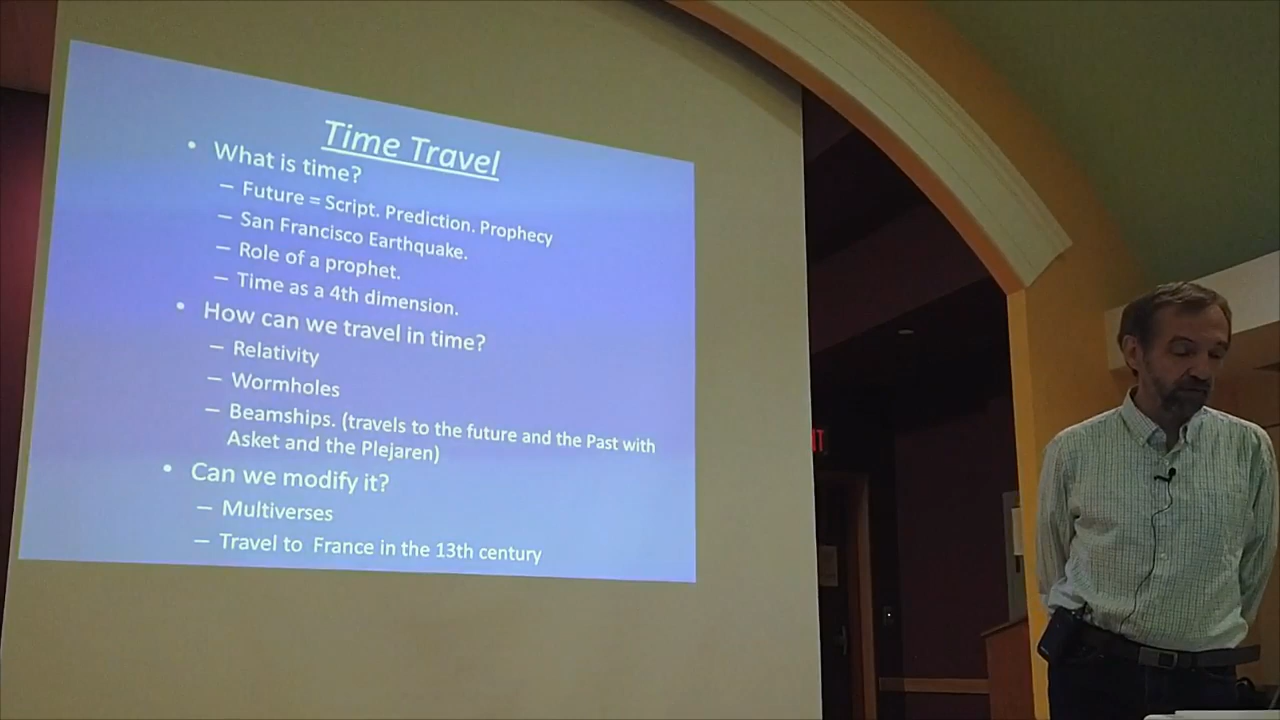 Time Travel
• What is time?
– Future = Script. Prediction. Prophecy
– San Francisco Earthquake.
– Role of a prophet.
– Time as a 4th dimension.
• How can we travel in time?
– Relativity
– Wormholes
– Beamships. (travels to the future and the Past with
Asket and the Plejaren)
• Can we modify it?
– Multiverses
– Travel to France in the 13th century